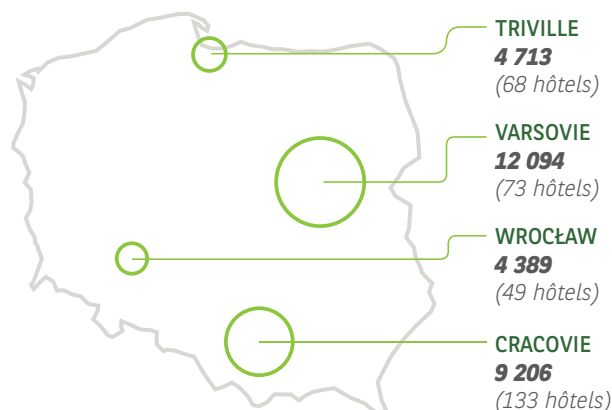 TRIVILLE
4 713
(68 hôtels)
VARSOVIE
12 094
(73 hôtels)
WROCŁAW
4 389
(49 hôtels)
CRACOVIE
9 206
(133 hôtels)